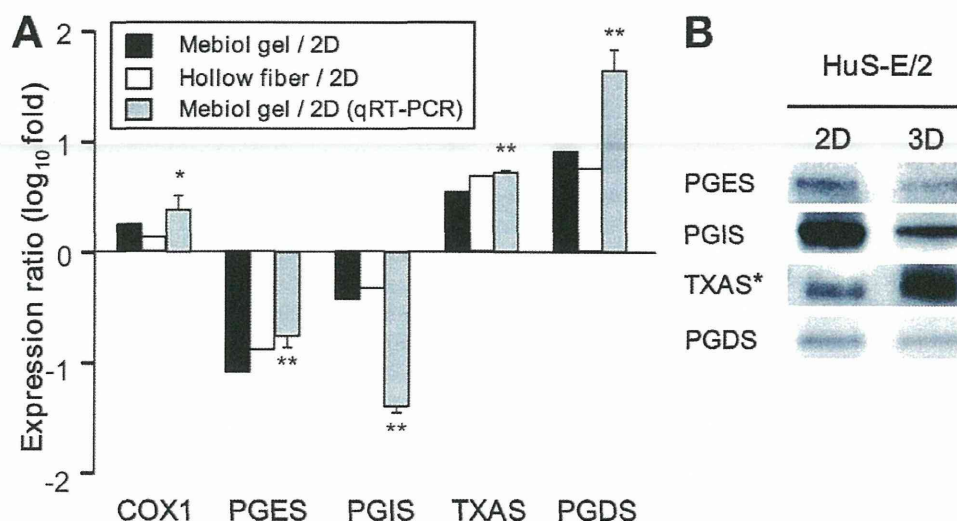 A
Expression ratio (log10 fold)
2
1
0
-1
-2
Mebiol gel / 2D
Hollow fiber / 2D
Mebiol gel / 2D (qRT-PCR)
*
**
**
**
**
COX1 PGES PGIS TXAS PGDS
B
HuS-E/2
2D 3D
PGES
PGIS
TXAS*
PGDS